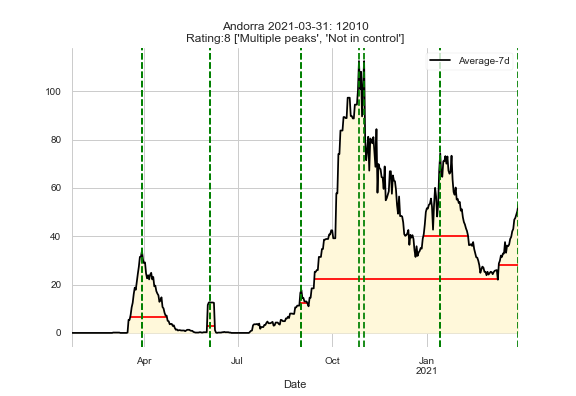 Andorra 2021-03-31: 12010
Rating:8 ['Multiple peaks', 'Not in control']
Average-7d
100
80
60
40
20
0
Apr
Jul
Oct
Jan
2021
Date